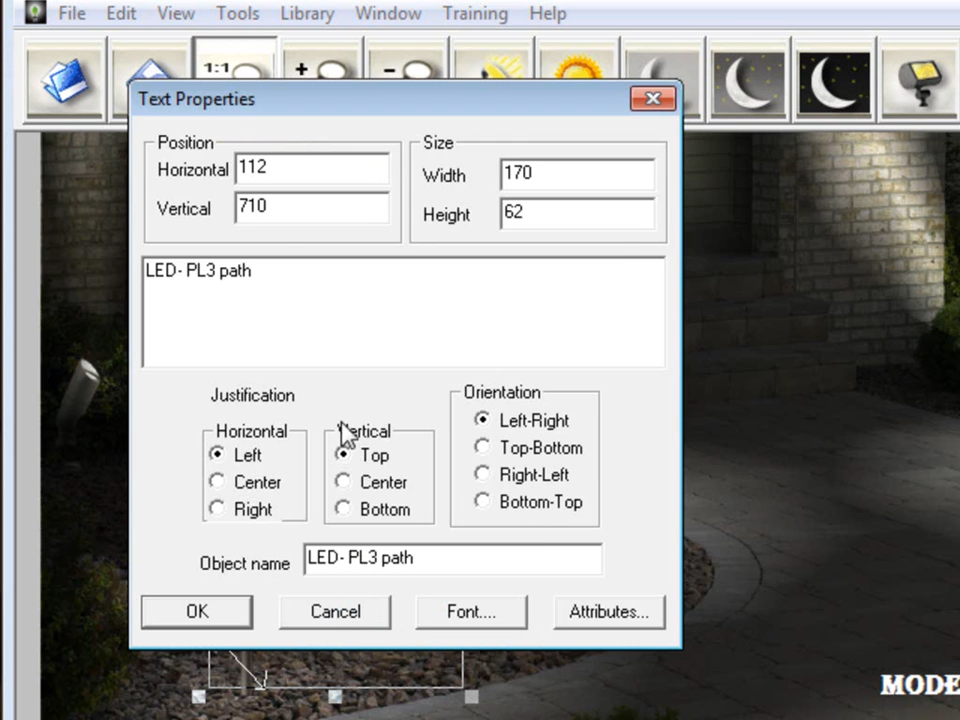 File Edit View Tools Library Window Training Help
1:1 + -
Text Properties
Position
Horizontal 112
Vertical 710
Size
Width 170
Height 62
LED- PL3 path
Justification
Horizontal
Left
Center
Right
Vertical
Top
Center
Bottom
Orientation
Left-Right
Top-Bottom
Right-Left
Bottom-Top
Object name LED- PL3 path
OK Cancel Font.... Attributes...
MODE